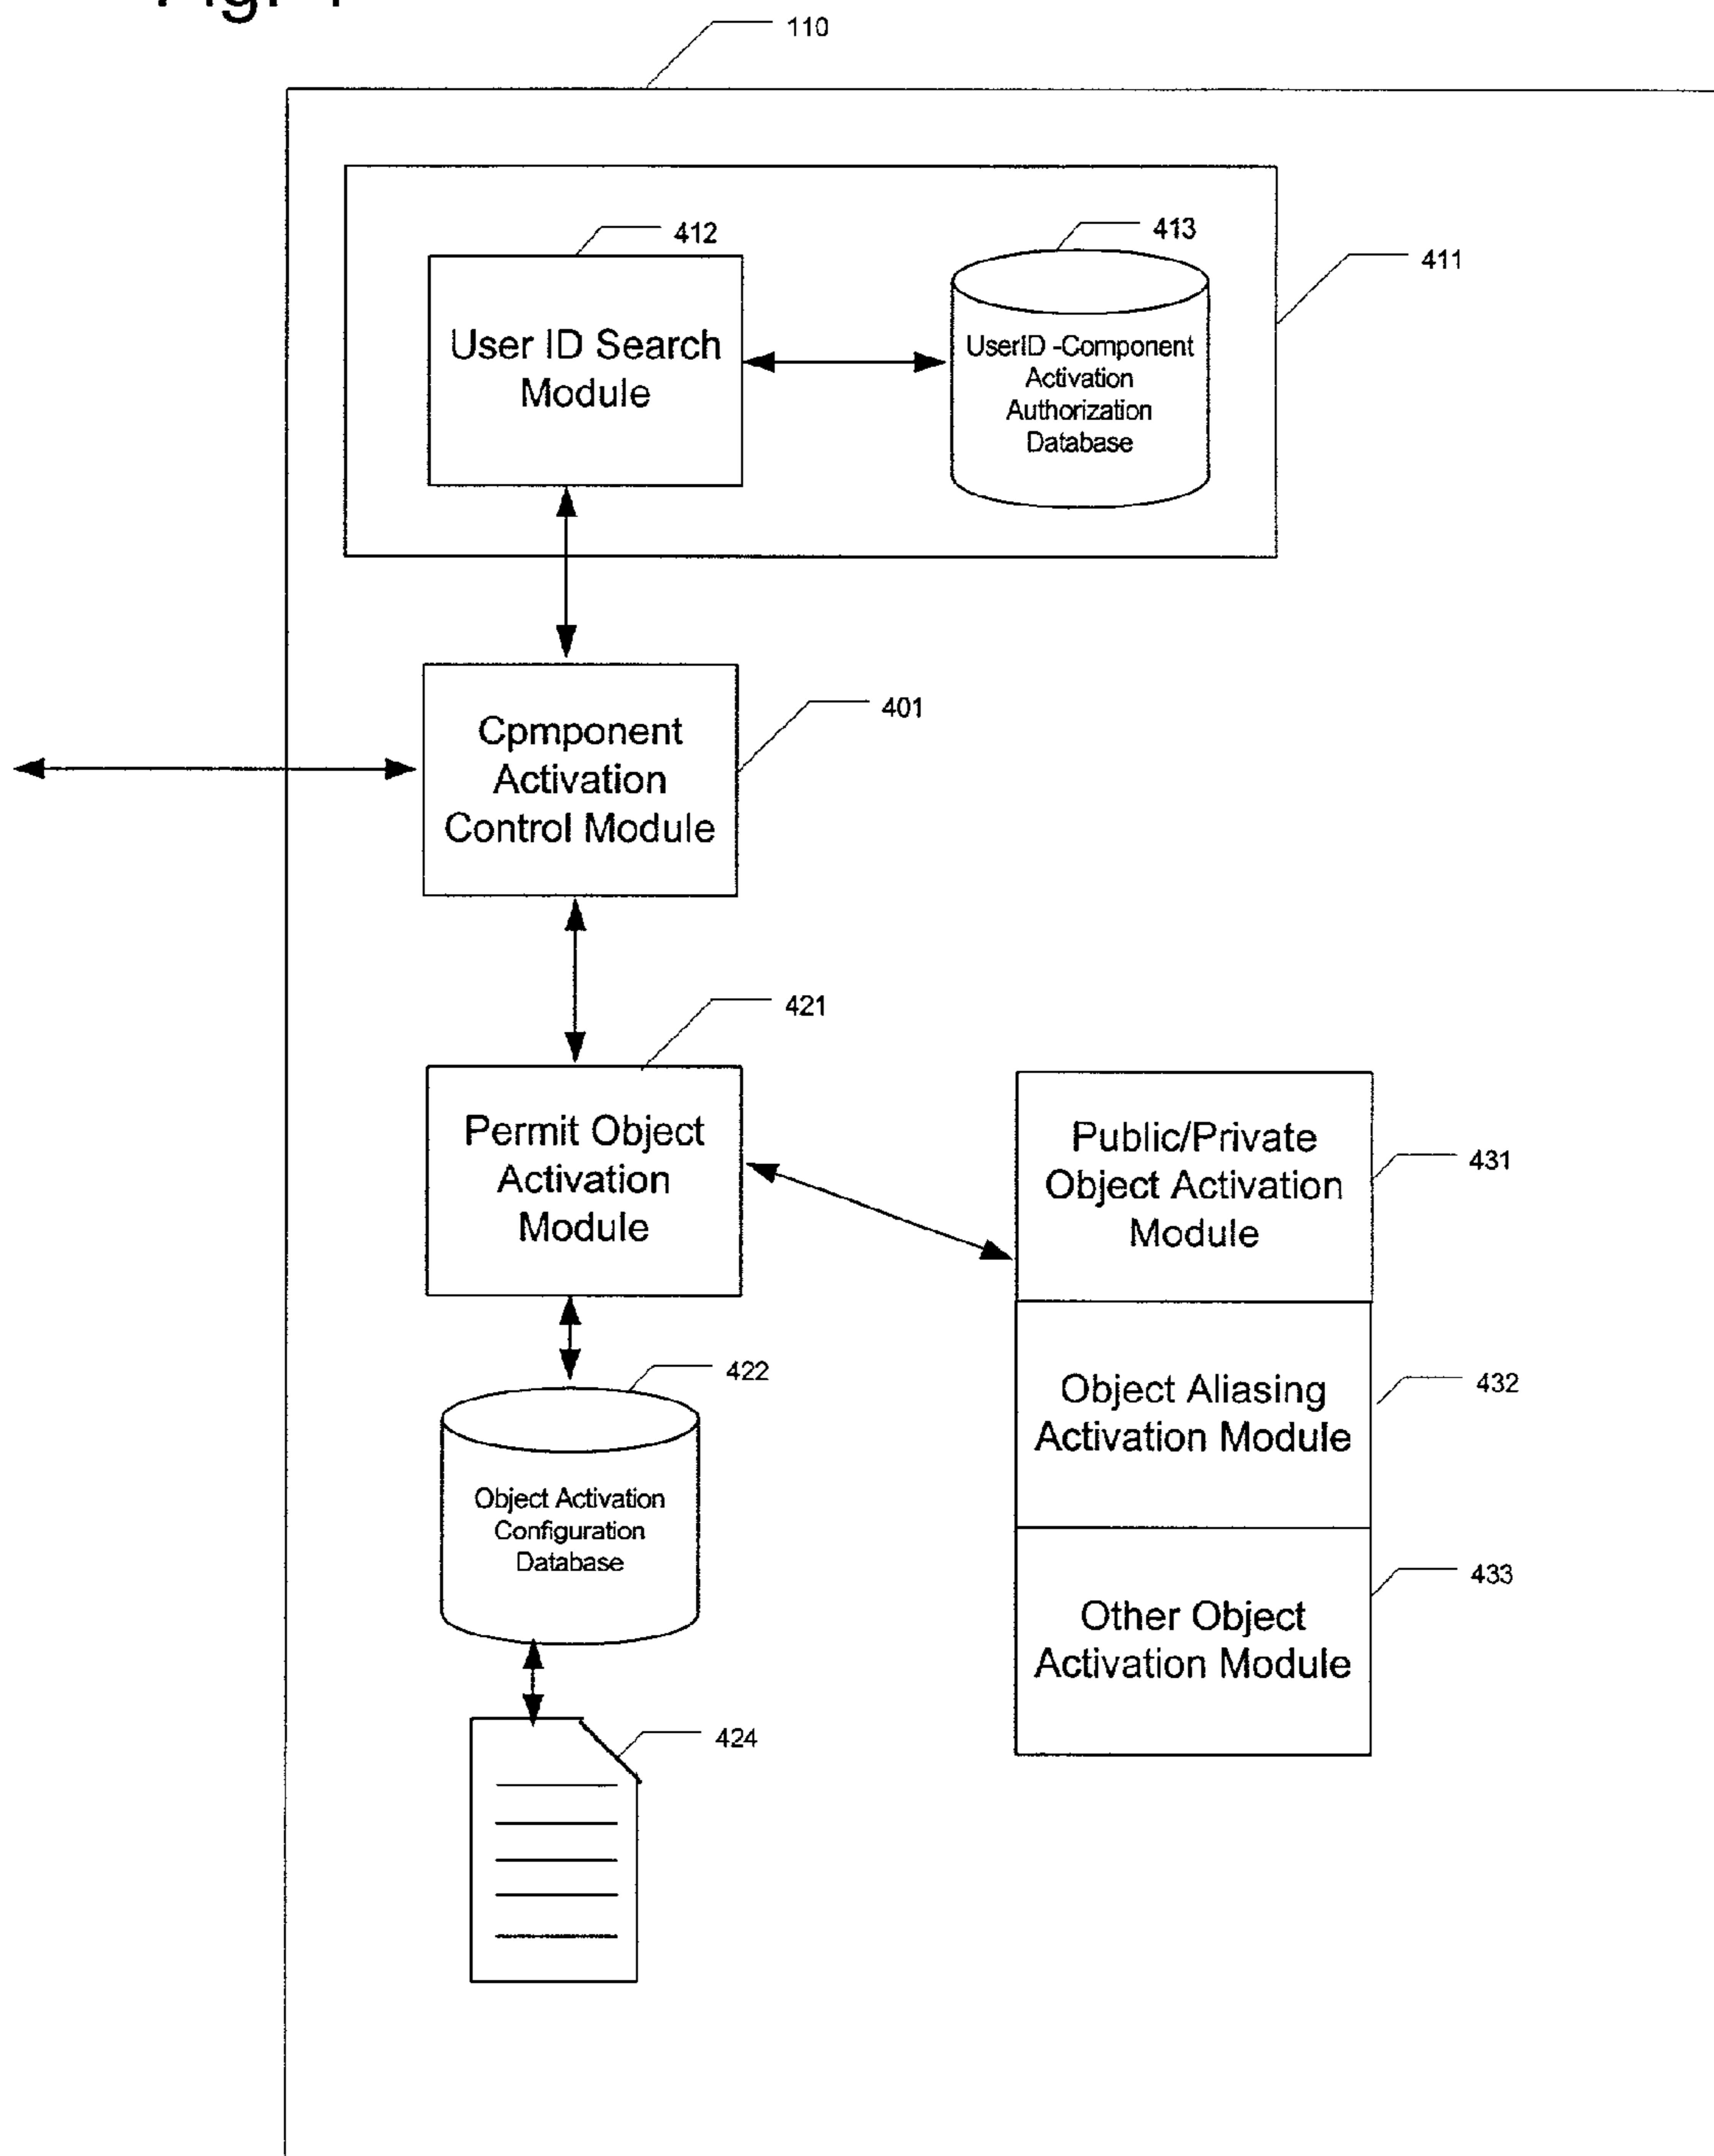 110
412
413
411
User ID Search
Module
UserID -Component
Activation
Authorization
Database
401
Cpmponent
Activation
Control Module
421
Permit Object
Activation
Module
Public/Private
Object Activation
Module
431
422
Object Aliasing
Activation Module
432
Object Activation
Configuration
Database
433
Other Object
Activation Module
424